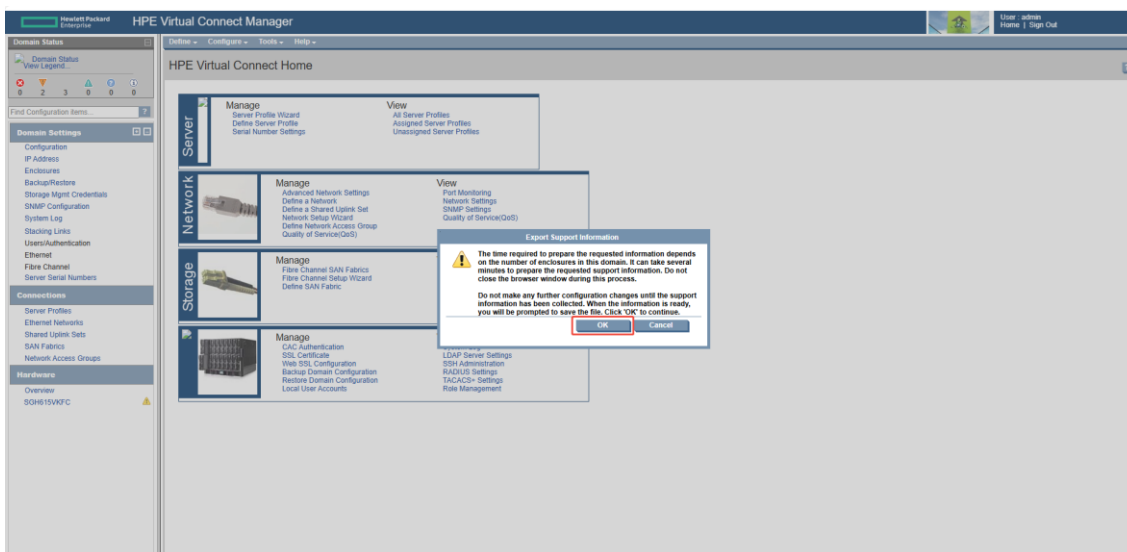 Hewlett Packard
Enterprise
HPE Virtual Connect Manager
User : admin
Home | Sign Out
Domain Status
Define Configure Tools Help
Domain Status
View Legend...
HPE Virtual Connect Home
0 2 3 0 0 0
Find Configuration Items...
Domain Settings
Configuration
IP Address
Enclosures
Backup/Restore
Storage Mgmt Credentials
SNMP Configuration
System Log
Stacking Links
Users/Authentication
Ethernet
Fibre Channel
Server Serial Numbers
Connections
Server Profiles
Ethernet Networks
Shared Uplink Sets
SAN Fabrics
Network Access Groups
Hardware
Overview
SGH615VKFC
Server
Manage
Server Profile Wizard
Define Server Profile
Serial Number Settings
View
All Server Profiles
Assigned Server Profiles
Unassigned Server Profiles
Network
Manage
Advanced Network Settings
Define a Network
Define a Shared Uplink Set
Network Setup Wizard
Define Network Access Group
Quality of Service(QoS)
View
Port Monitoring
Network Settings
SNMP Settings
Quality of Service(QoS)
Storage
Manage
Fibre Channel SAN Fabrics
Fibre Channel Setup Wizard
Define SAN Fabric
Manage
CAC Authentication
SSL Certificate
Web SSL Configuration
Backup Domain Configuration
Restore Domain Configuration
Local User Accounts
LDAP Server Settings
SSH Administration
RADIUS Settings
TACACS+ Settings
Role Management
Export Support Information
The time required to prepare the requested information depends
on the number of enclosures in this domain. It can take several
minutes to prepare the requested support information. Do not
close the browser window during this process.
Do not make any further configuration changes until the support
information has been collected. When the information is ready,
you will be prompted to save the file. Click 'OK' to continue.
OK
Cancel